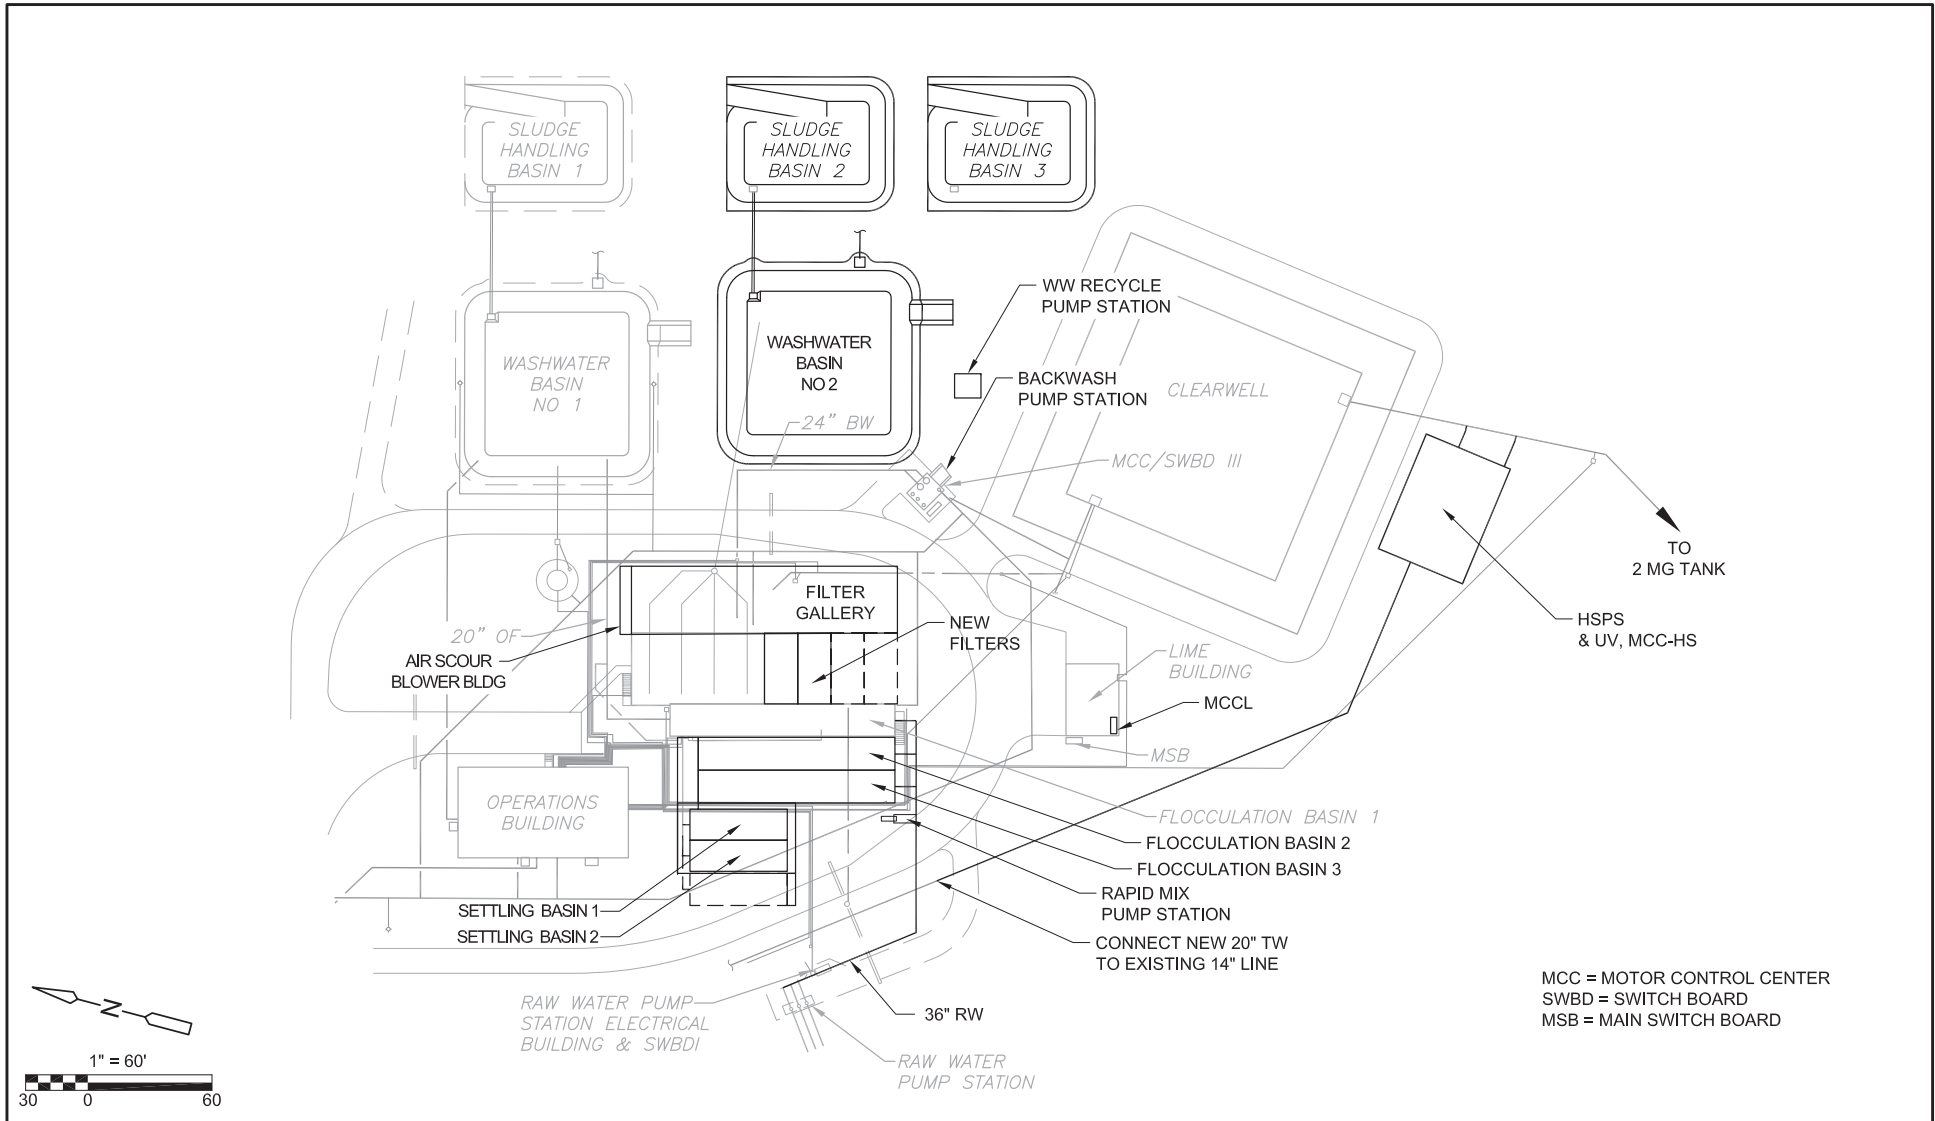 SLUDGE
HANDLING
BASIN 1
SLUDGE
HANDLING
BASIN 2
SLUDGE
HANDLING
BASIN 3
WW RECYCLE
PUMP STATION
WASHWATER
BASIN
NO 1
WASHWATER
BASIN
NO 2
BACKWASH
PUMP STATION
CLEARWELL
24” BW
MCC/SWBD III
TO
2 MG TANK
FILTER
GALLERY
NEW
FILTERS
HSPS
& UV, MCC-HS
20” OF
AIR SCOUR
BLOWER BLDG
LIME
BUILDING
MCCL
MSB
OPERATIONS
BUILDING
FLOCCULATION BASIN 1
FLOCCULATION BASIN 2
FLOCCULATION BASIN 3
RAPID MIX
PUMP STATION
SETTLING BASIN 1
SETTLING BASIN 2
CONNECT NEW 20" TW
TO EXISTING 14" LINE
RAW WATER PUMP
STATION ELECTRICAL
BUILDING & SWBDI
36" RW
RAW WATER
PUMP STATION
MCC = MOTOR CONTROL CENTER
SWBD = SWITCH BOARD
MSB = MAIN SWITCH BOARD
N
1" = 60'
30 0 60